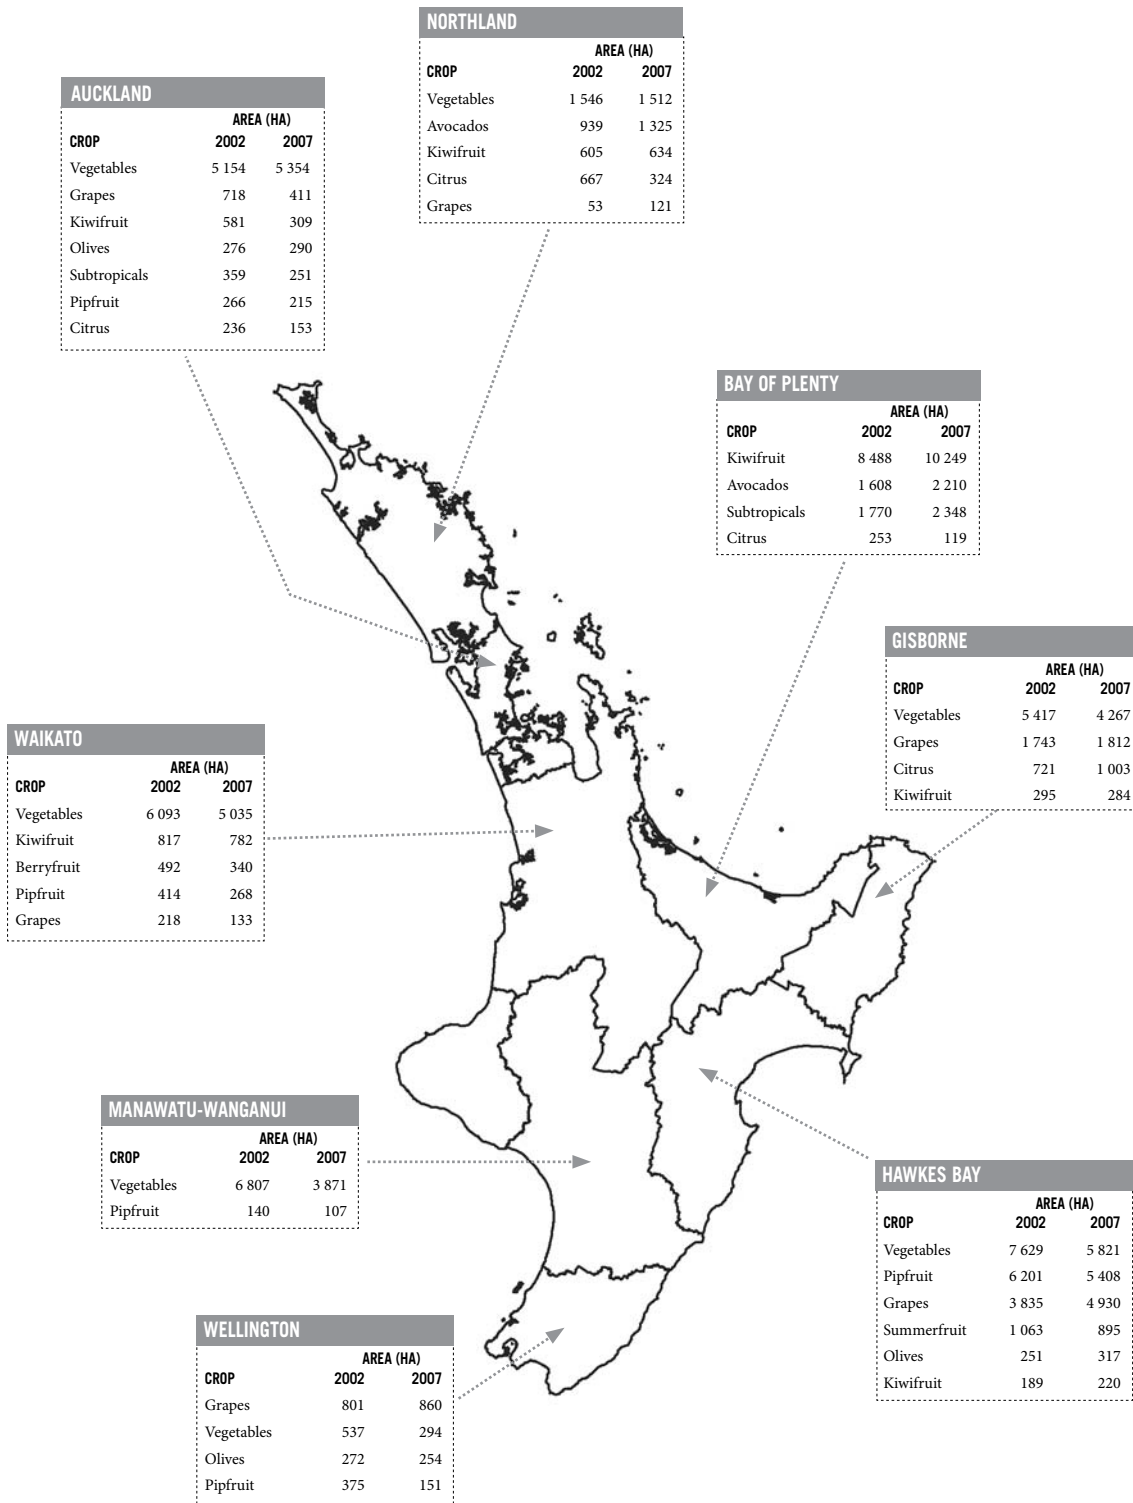 NORTHLAND
AREA (HA)
CROP 2002 2007
Vegetables 1 546 1 512
Avocados 939 1 325
Kiwifruit 605 634
Citrus 667 324
Grapes 53 121
AUCKLAND
AREA (HA)
CROP 2002 2007
Vegetables 5 154 5 354
Grapes 718 411
Kiwifruit 581 309
Olives 276 290
Subtropicals 359 251
Pipfruit 266 215
Citrus 236 153
BAY OF PLENTY
AREA (HA)
CROP 2002 2007
Kiwifruit 8 488 10 249
Avocados 1 608 2 210
Subtropicals 1 770 2 348
Citrus 253 119
GISBORNE
AREA (HA)
CROP 2002 2007
Vegetables 5 417 4 267
Grapes 1 743 1 812
Citrus 721 1 003
Kiwifruit 295 284
WAIKATO
AREA (HA)
CROP 2002 2007
Vegetables 6 093 5 035
Kiwifruit 817 782
Berryfruit 492 340
Pipfruit 414 268
Grapes 218 133
MANAWATU-WANGANUI
AREA (HA)
CROP 2002 2007
Vegetables 6 807 3 871
Pipfruit 140 107
HAWKES BAY
AREA (HA)
CROP 2002 2007
Vegetables 7 629 5 821
Pipfruit 6 201 5 408
Grapes 3 835 4 930
Summerfruit 1 063 895
Olives 251 317
Kiwifruit 189 220
WELLINGTON
AREA (HA)
CROP 2002 2007
Grapes 801 860
Vegetables 537 294
Olives 272 254
Pipfruit 375 151